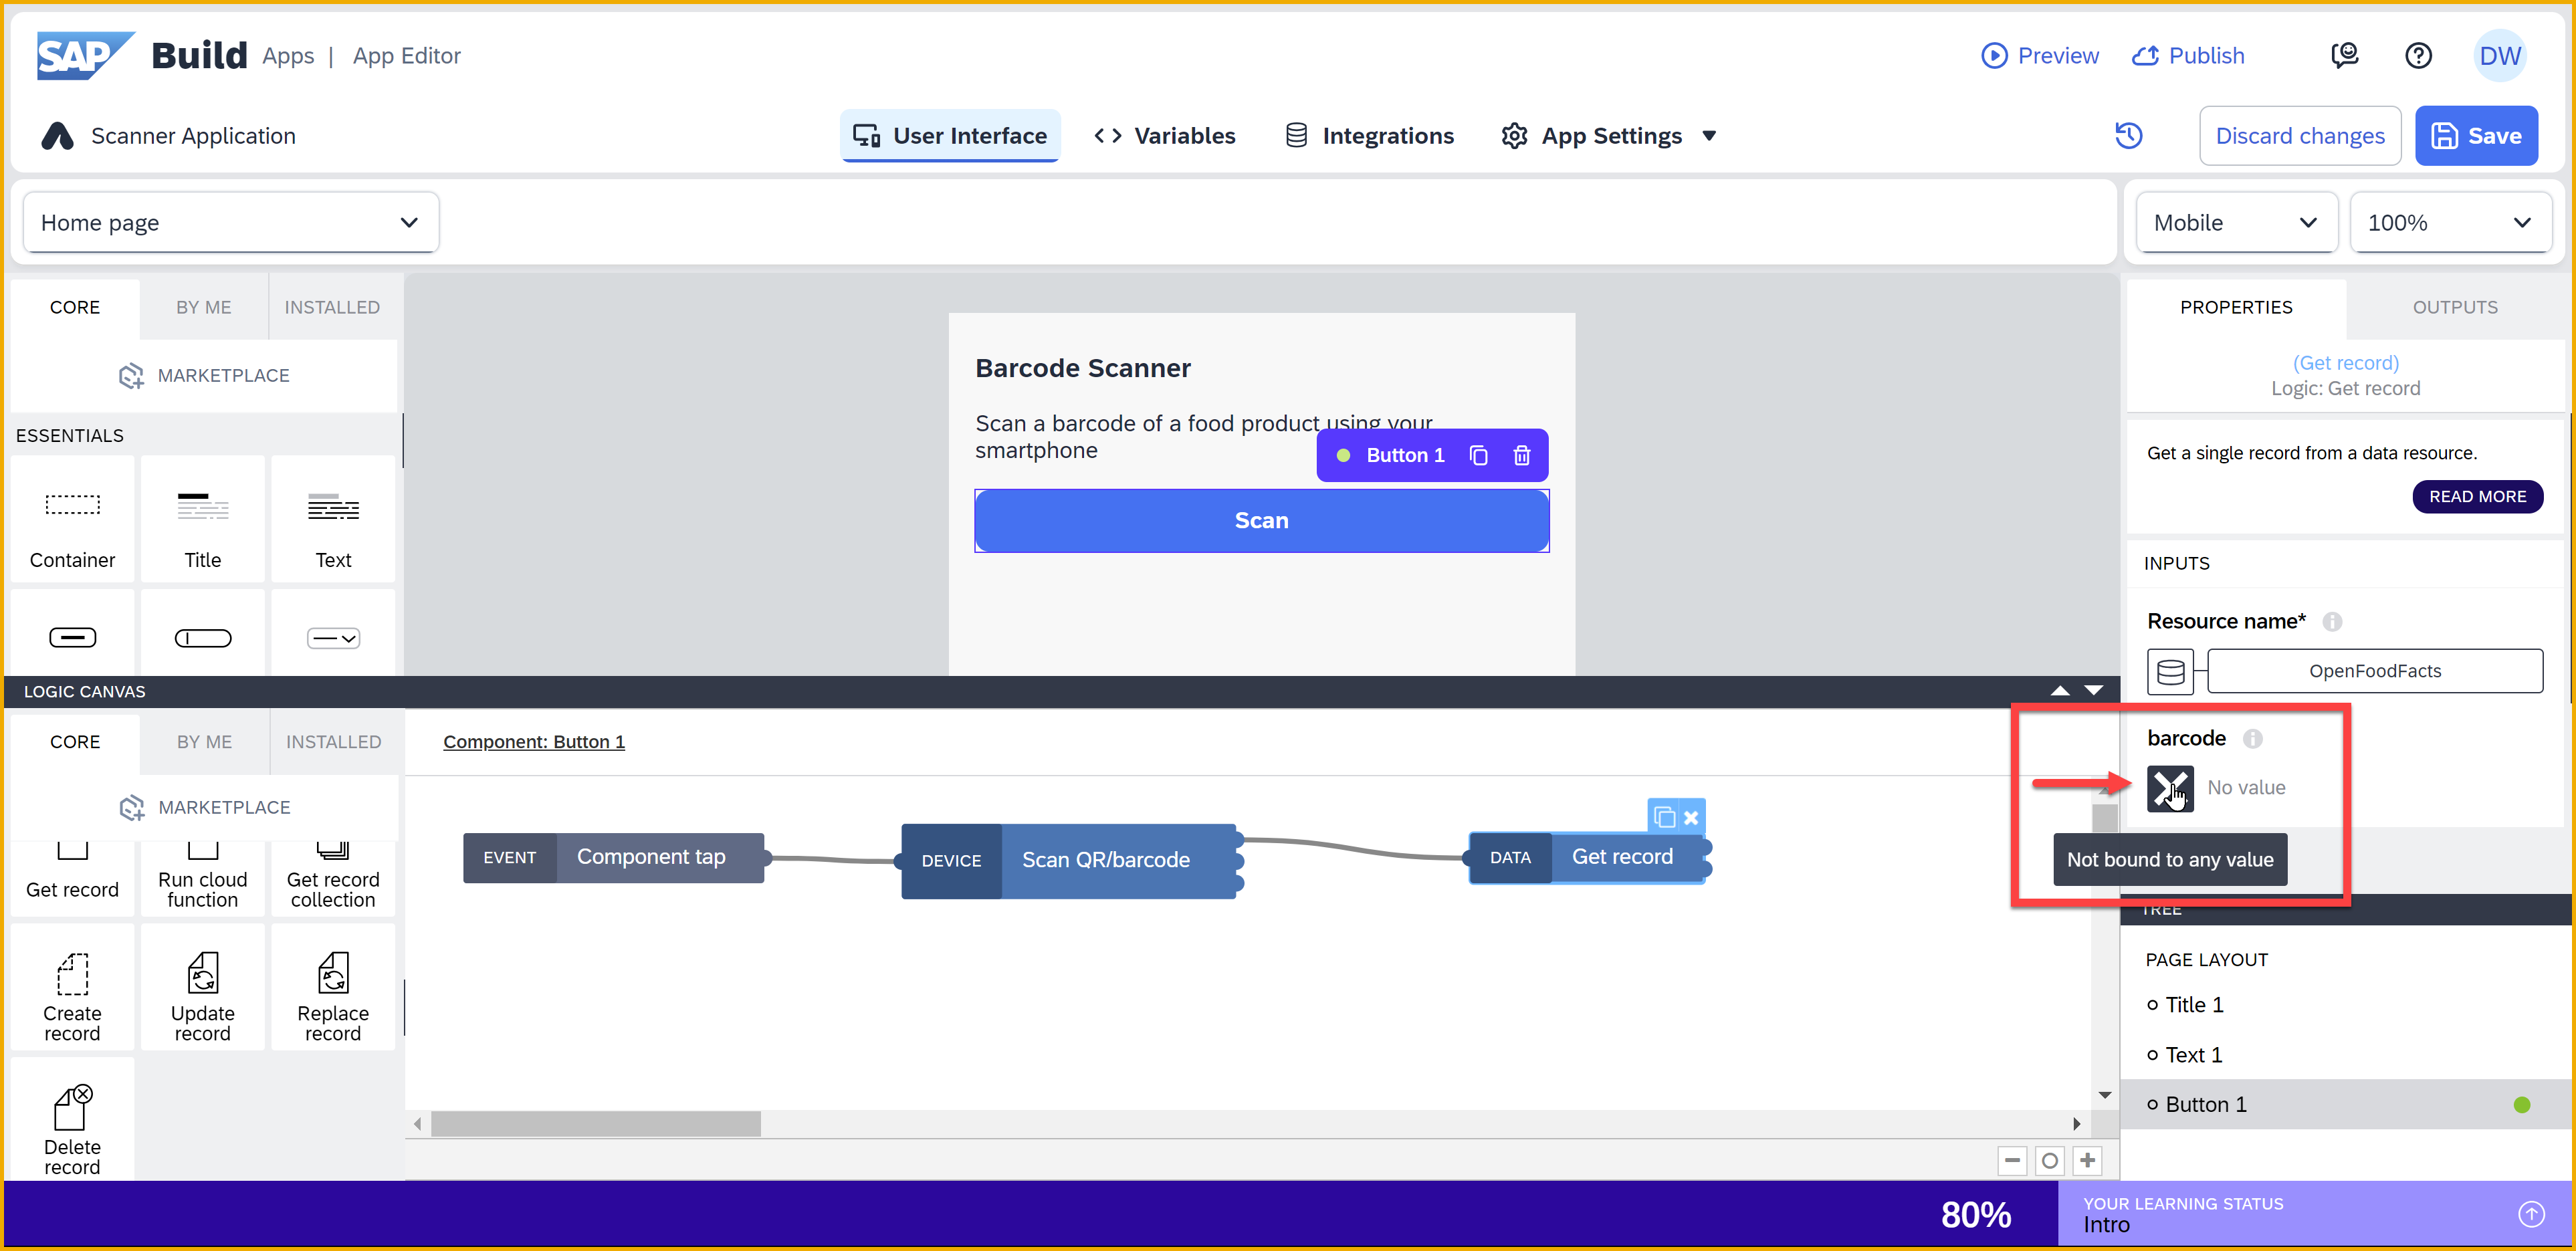 SAP Build Apps | App Editor
Preview
Publish
DW
Scanner Application
User Interface
Variables
Integrations
App Settings
Discard changes
Save
Home page
Mobile
100%
CORE
BY ME
INSTALLED
MARKETPLACE
ESSENTIALS
Container
Title
Text
Barcode Scanner
Scan a barcode of a food product using your
smartphone
Button 1
Scan
PROPERTIES
OUTPUTS
(Get record)
Logic: Get record
Get a single record from a data resource.
READ MORE
INPUTS
Resource name*
OpenFoodFacts
barcode
No value
Not bound to any value
LOGIC CANVAS
CORE
BY ME
INSTALLED
MARKETPLACE
Get record
Run cloud
function
Get record
collection
Create
record
Update
record
Replace
record
Delete
record
Component: Button 1
EVENT
Component tap
DEVICE
Scan QR/barcode
DATA
Get record
TREE
PAGE LAYOUT
Title 1
Text 1
Button 1
80%
YOUR LEARNING STATUS
Intro